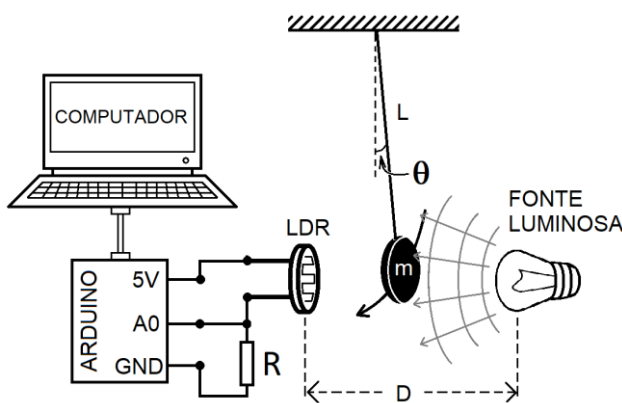 COMPUTADOR
L
θ
FONTE
LUMINOSA
LDR
m
ARDUINO
5V
A0
GND
R
D